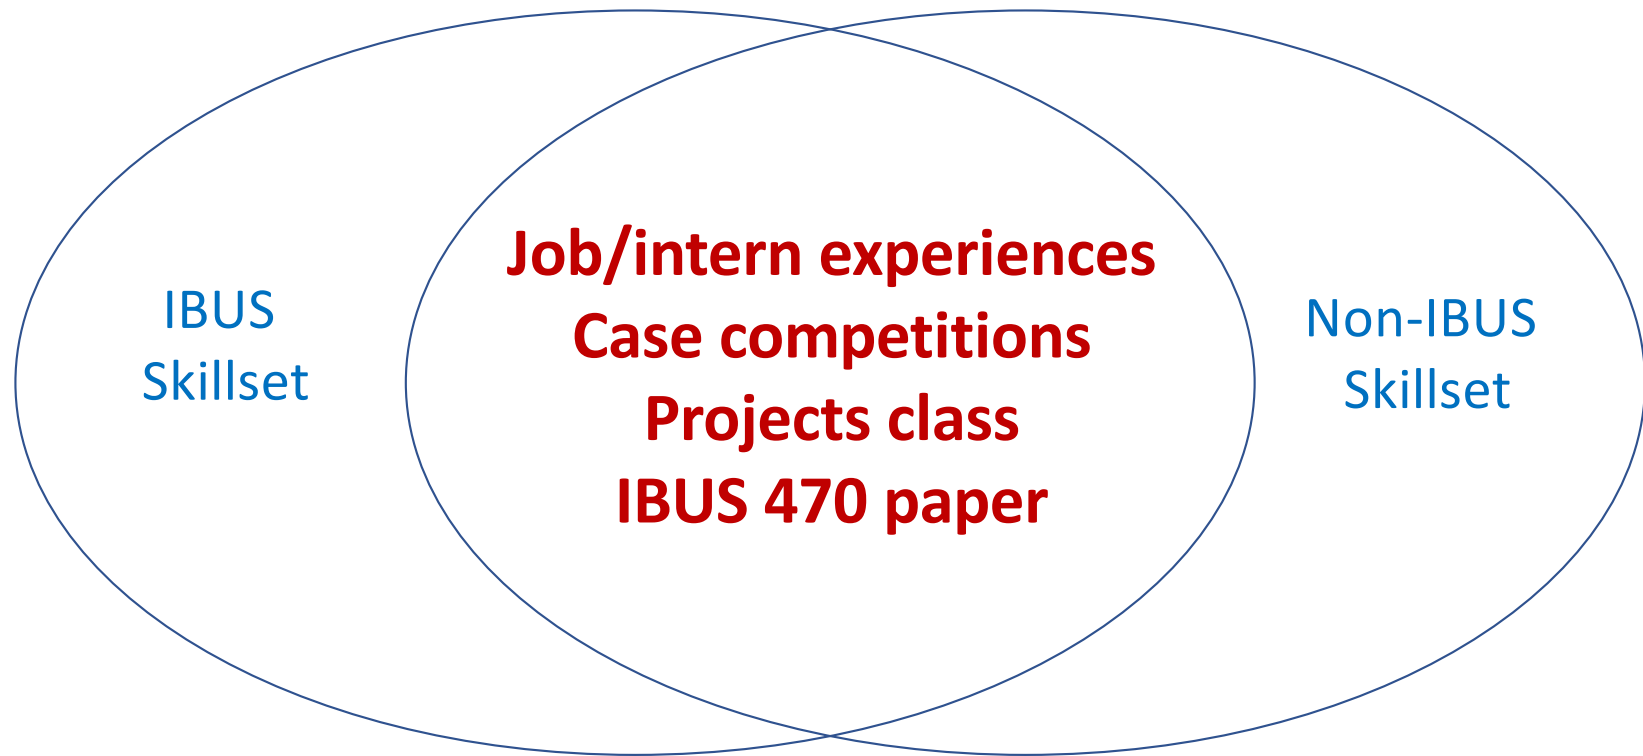 IBUS
Skillset
Job/intern experiences
Case competitions
Projects class
IBUS 470 paper
Non-IBUS
Skillset